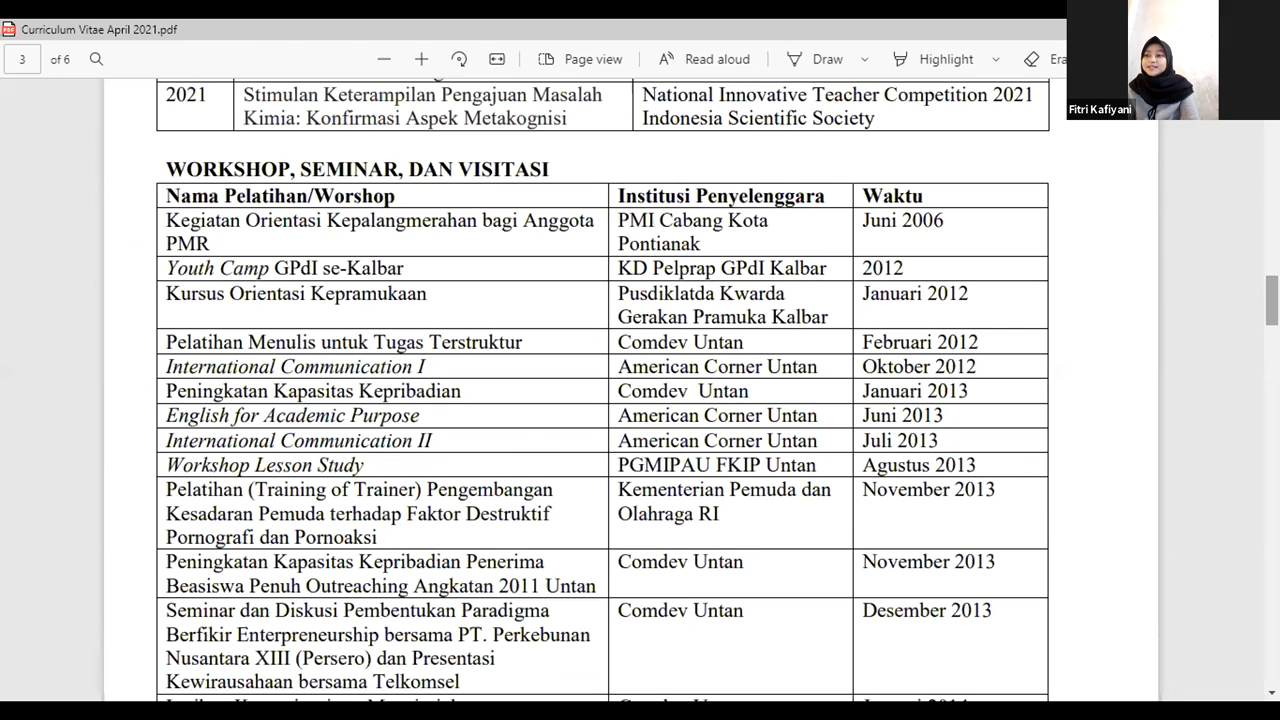 Curriculum Vitae April 2021.pdf
3 of 6
Page view
Read aloud
Draw
Highlight
Fitri Kafiyani
2021 Stimulan Keterampilan Pengajuan Masalah National Innovative Teacher Competition 2021
Kimia: Konfirmasi Aspek Metakognisi Indonesia Scientific Society
WORKSHOP, SEMINAR, DAN VISITASI
Nama Pelatihan/Worshop Institusi Penyelenggara Waktu
Kegiatan Orientasi Kepalangmerahan bagi Anggota PMI Cabang Kota Juni 2006
PMR Pontianak
Youth Camp GPdI se-Kalbar KD Pelprap GPdI Kalbar 2012
Kursus Orientasi Kepramukaan Pusdiklatda Kwarda Januari 2012
Gerakan Pramuka Kalbar
Pelatihan Menulis untuk Tugas Terstruktur Comdev Untan Februari 2012
International Communication I American Corner Untan Oktober 2012
Peningkatan Kapasitas Kepribadian Comdev Untan Januari 2013
English for Academic Purpose American Corner Untan Juni 2013
International Communication II American Corner Untan Juli 2013
Workshop Lesson Study PGMIPAU FKIP Untan Agustus 2013
Pelatihan (Training of Trainer) Pengembangan Kementerian Pemuda dan November 2013
Kesadaran Pemuda terhadap Faktor Destruktif Olahraga RI
Pornografi dan Pornoaksi
Peningkatan Kapasitas Kepribadian Penerima Comdev Untan November 2013
Beasiswa Penuh Outreaching Angkatan 2011 Untan
Seminar dan Diskusi Pembentukan Paradigma Comdev Untan Desember 2013
Berfikir Enterpreneurship bersama PT. Perkebunan
Nusantara XIII (Persero) dan Presentasi
Kewirausahaan bersama Telkomsel